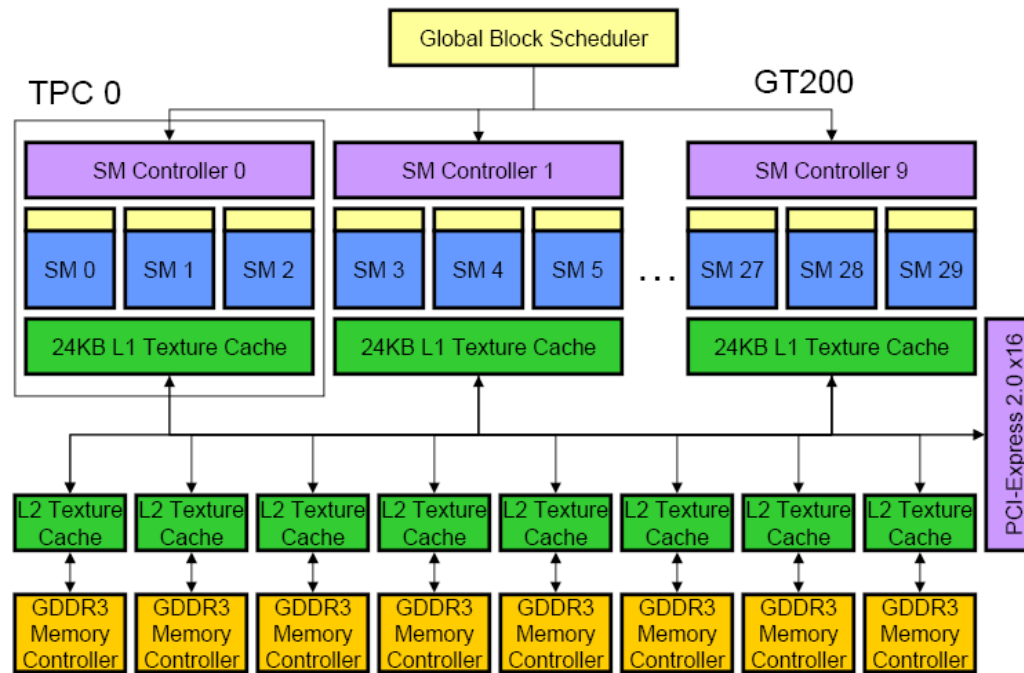 Global Block Scheduler
TPC 0
GT200
SM Controller 0
SM Controller 1
SM Controller 9
SM 0
SM 1
SM 2
SM 3
SM 4
SM 5
...
SM 27
SM 28
SM 29
24KB L1 Texture Cache
24KB L1 Texture Cache
24KB L1 Texture Cache
PCI-Express 2.0 x16
L2 Texture
Cache
L2 Texture
Cache
L2 Texture
Cache
L2 Texture
Cache
L2 Texture
Cache
L2 Texture
Cache
L2 Texture
Cache
L2 Texture
Cache
GDDR3
Memory
Controller
GDDR3
Memory
Controller
GDDR3
Memory
Controller
GDDR3
Memory
Controller
GDDR3
Memory
Controller
GDDR3
Memory
Controller
GDDR3
Memory
Controller
GDDR3
Memory
Controller